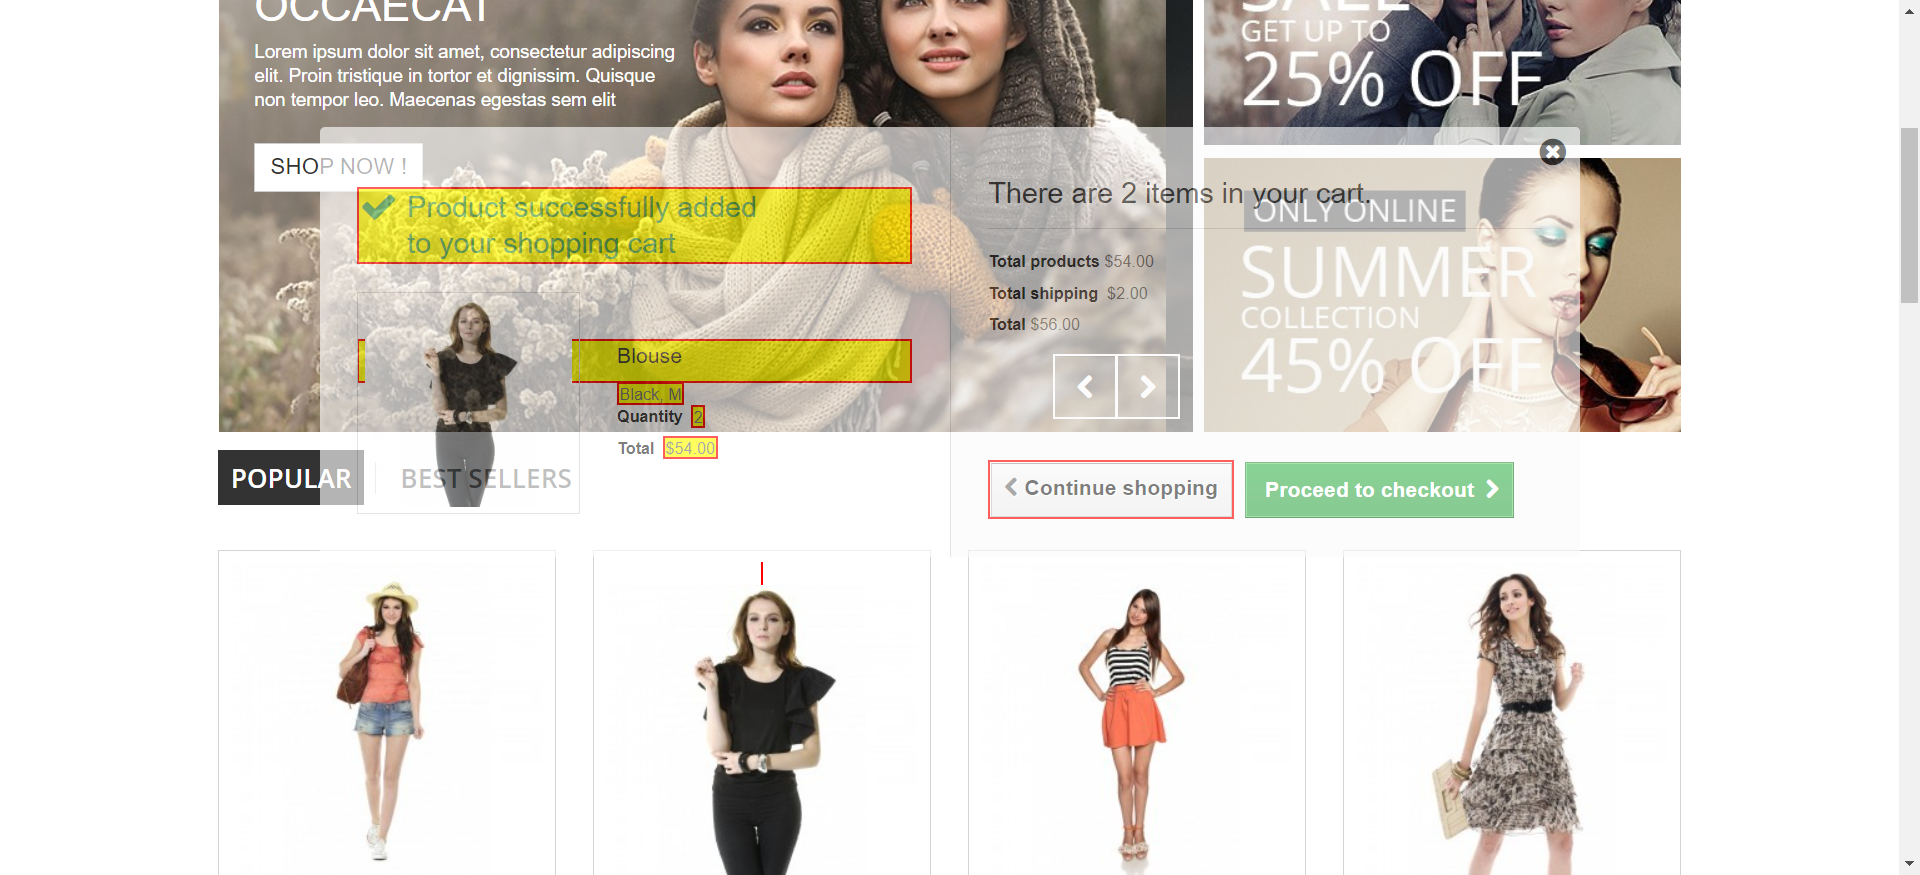 OCCAECAT
Lorem ipsum dolor sit amet, consectetur adipiscing
elit. Proin tristique in tortor et dignissim. Quisque
non tempor leo. Maecenas egestas sem elit
SHOP NOW !
SALE
GET UP TO
25% OFF
Product successfully added
to your shopping cart
Blouse
Black, M
Quantity 2
Total $54.00
There are 2 items in your cart.
Total products $54.00
Total shipping $2.00
Total $56.00
Continue shopping
Proceed to checkout
ONLY ONLINE
SUMMER
COLLECTION
45% OFF
POPULAR
BEST SELLERS